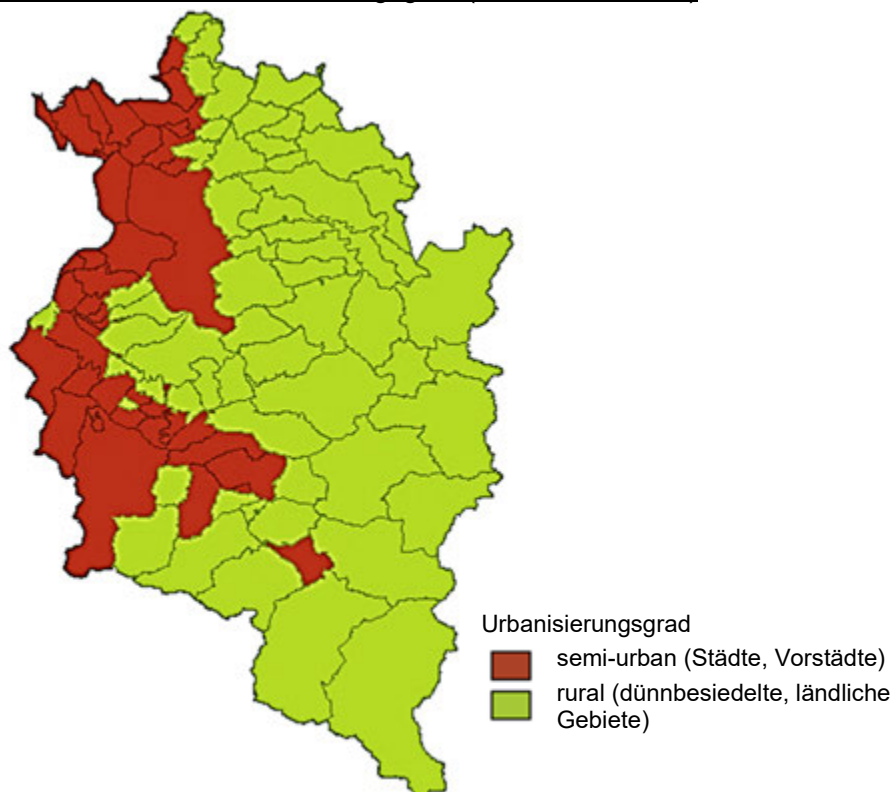 Urbanisierungsgrad
semi-urban (Städte, Vorstädte)
rural (dünnbesiedelte, ländliche
Gebiete)